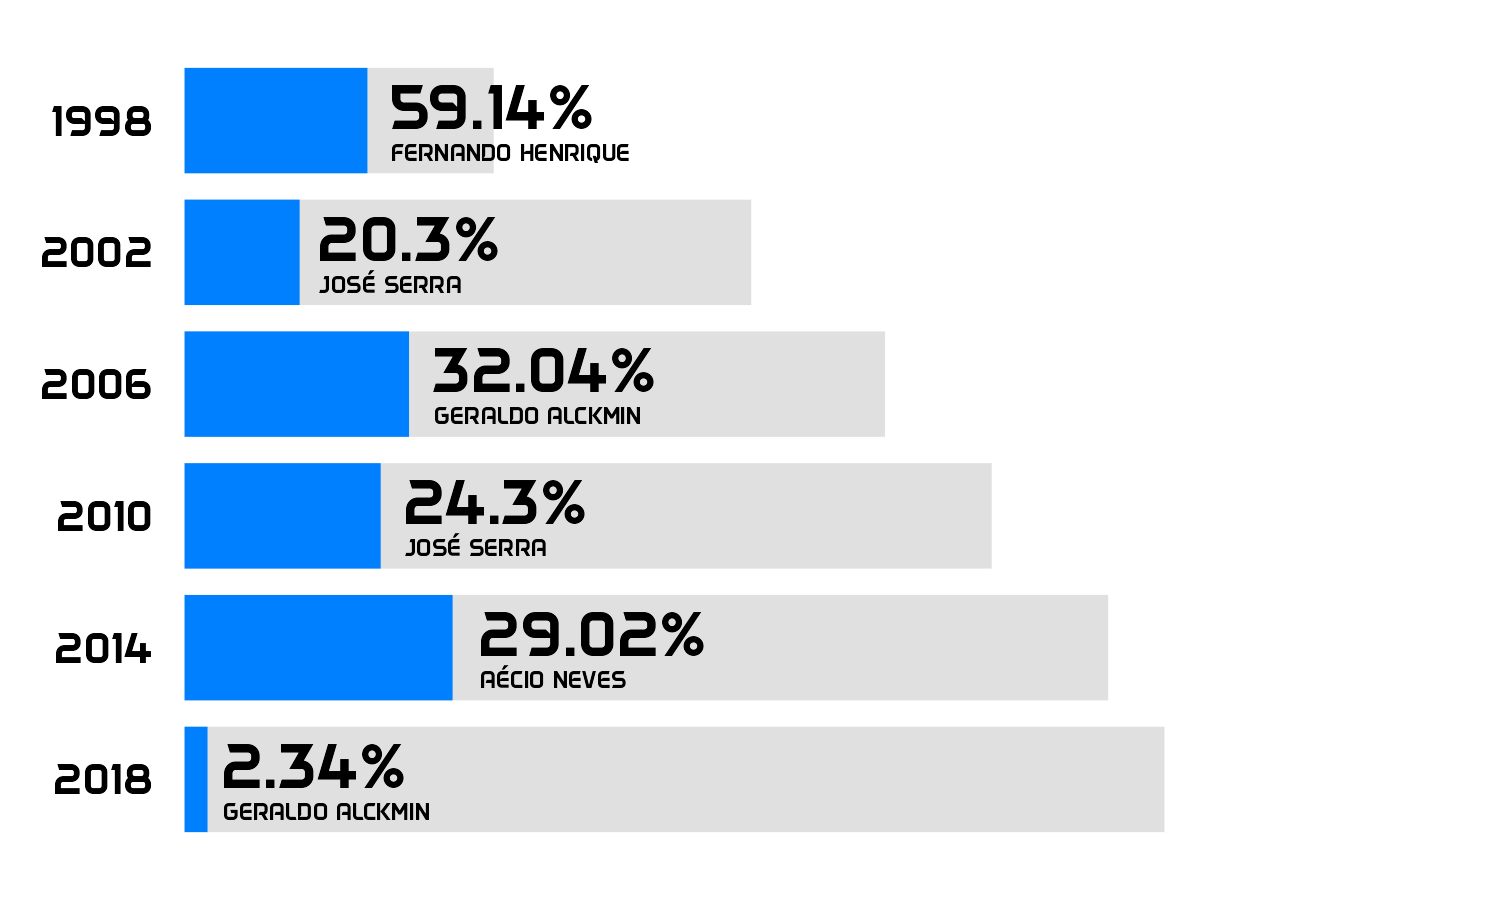 1998
59.14%
FERNANDO HENRIQUE
2002
20.3%
JOSÉ SERRA
2006
32.04%
GERALDO ALCKMIN
2010
24.3%
JOSÉ SERRA
2014
29.02%
AÉCIO NEVES
2018
2.34%
GERALDO ALCKMIN